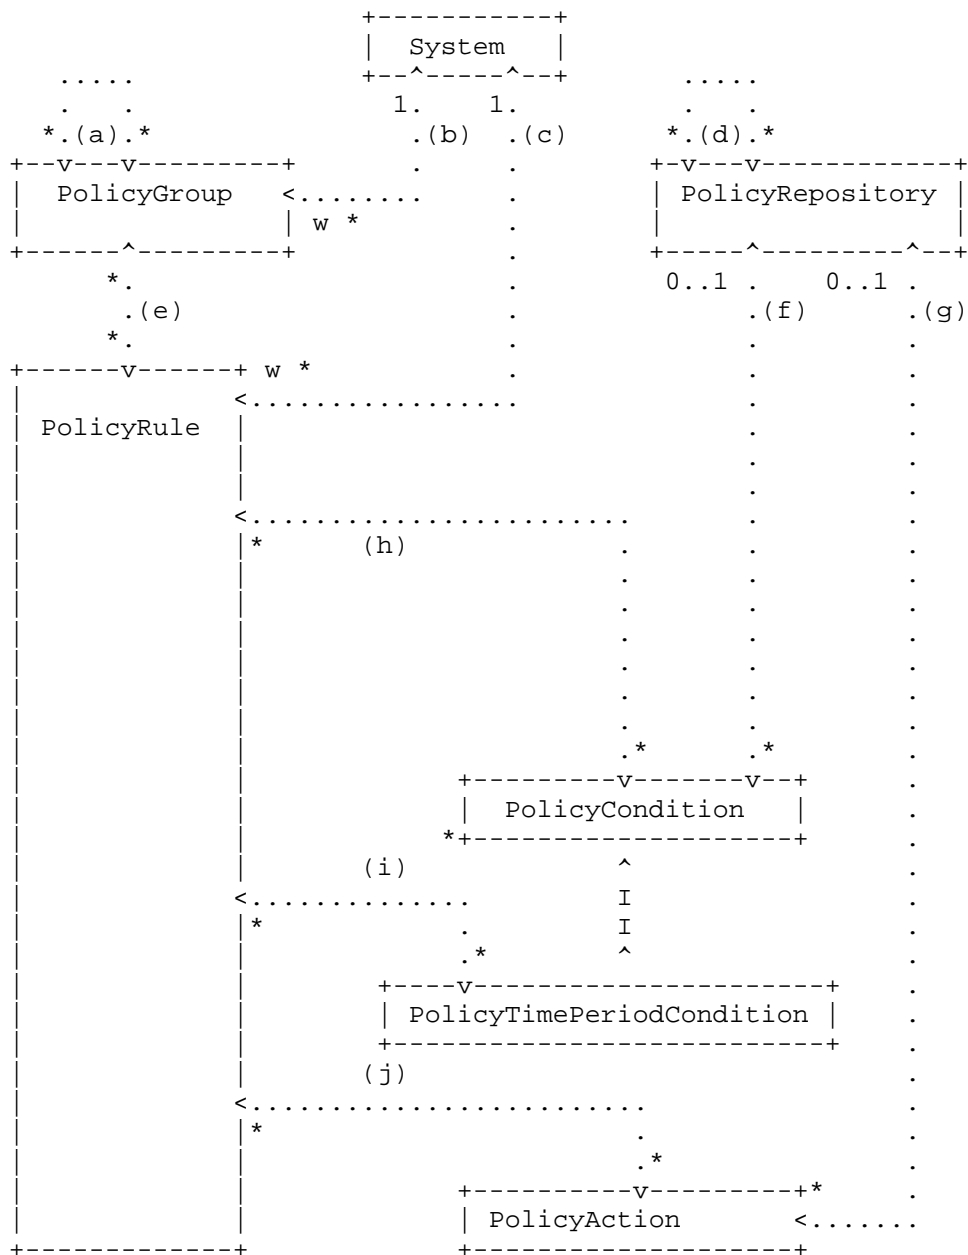 System
1. 1.
*.(a).* .(b) .(c) *.(d).*
PolicyGroup PolicyRepository
w *
*. 0..1 0..1
.(e) .(f) .(g)
*.
w *
PolicyRule
* (h)
.* .*
PolicyCondition
*
(i)
I
* I
.*
PolicyTimePeriodCondition
(j)
*
.*
*
PolicyAction